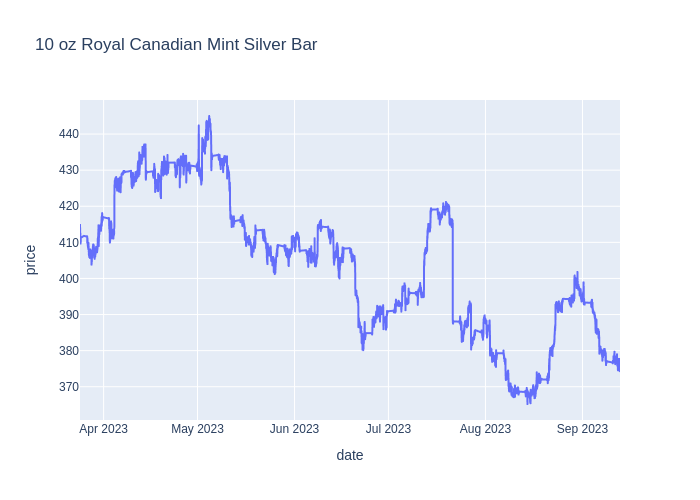 10 oz Royal Canadian Mint Silver Bar
price
440
430
420
410
400
390
380
370
Apr 2023 May 2023 Jun 2023 Jul 2023 Aug 2023 Sep 2023
date